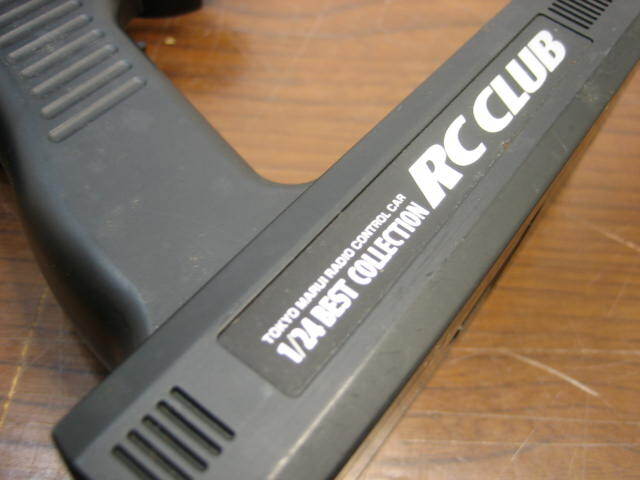 TOKYO MARUI RADIO CONTROL CAR
1/24 BEST COLLECTION RC CLUB